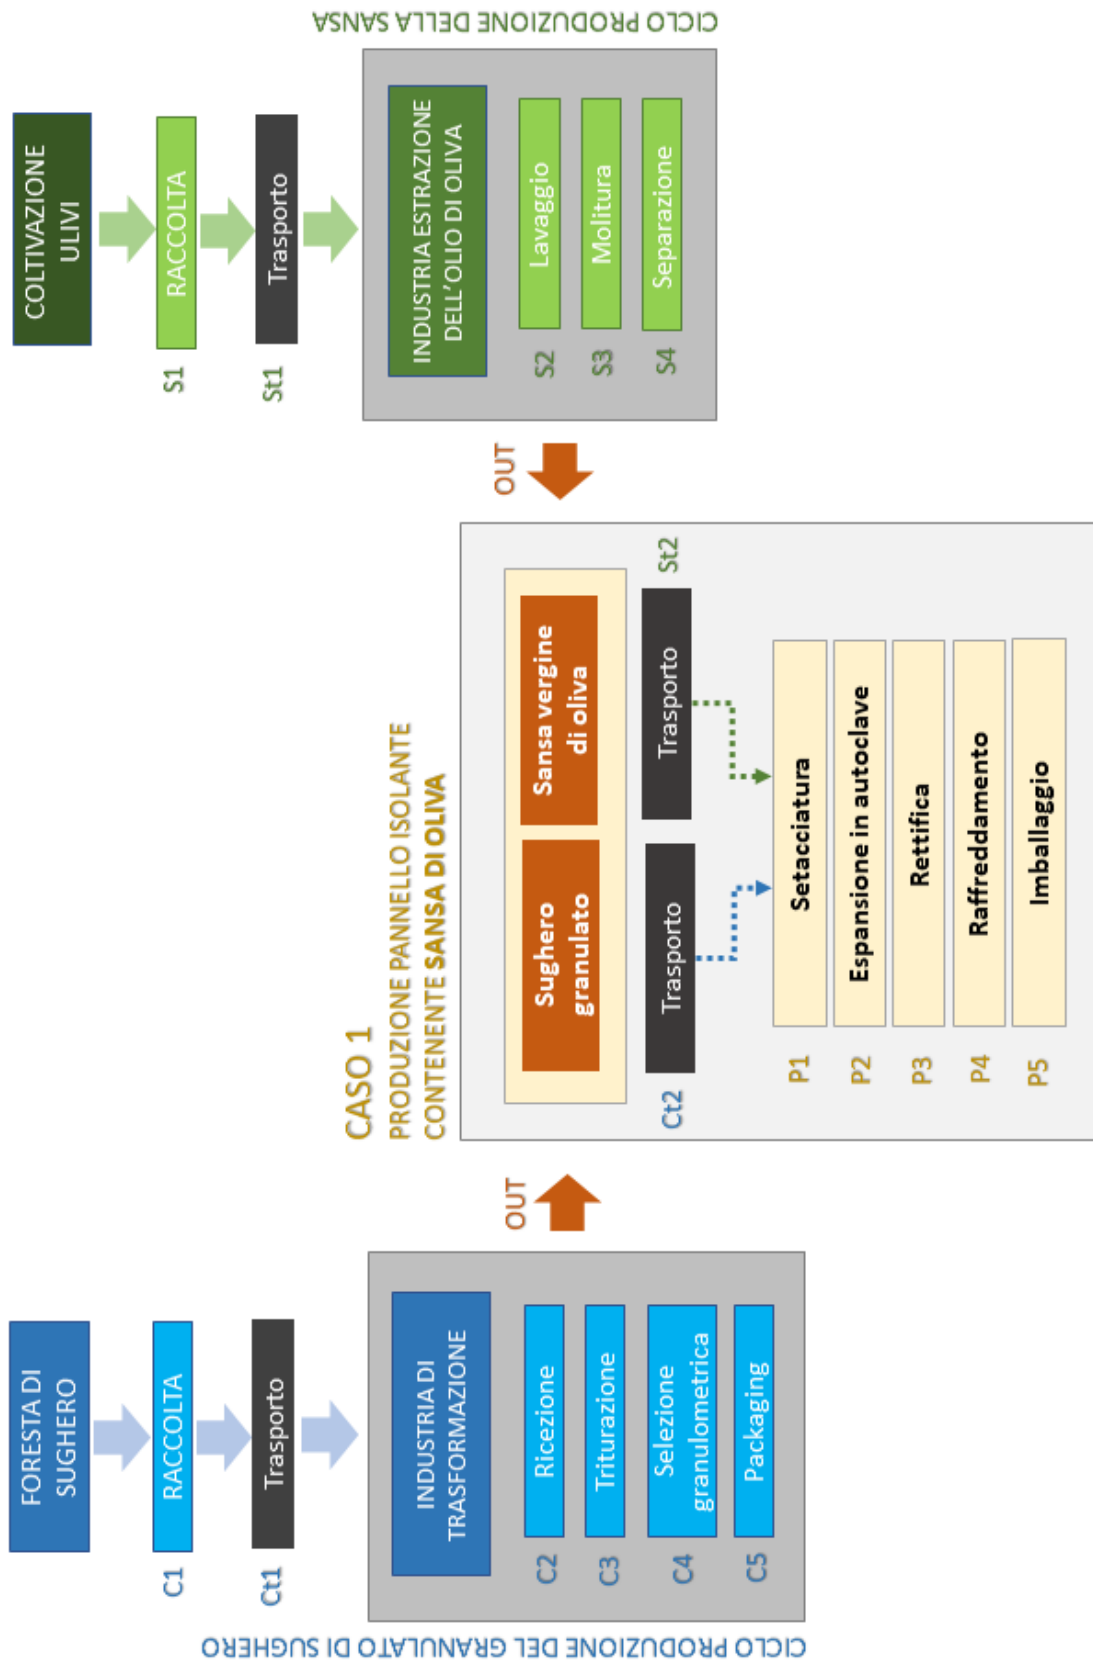 CICLO PRODUZIONE DEL GRANULATO DI SUGHERO
FORESTA DI
SUGHERO
C1
RACCOLTA
Ct1
Trasporto
INDUSTRIA DI
TRASFORMAZIONE
C2
Ricezione
C3
Triturazione
C4
Selezione
granulometrica
C5
Packaging
OUT
CASO 1
PRODUZIONE PANNELLO ISOLANTE
CONTENENTE SANSA DI OLIVA
Sughero
granulato
Sansa vergine
di oliva
Ct2
Trasporto
Trasporto
St2
P1
Setacciatura
P2
Espansione in autoclave
P3
Rettifica
P4
Raffreddamento
P5
Imballaggio
OUT
COLTIVAZIONE
ULIVI
S1
RACCOLTA
St1
Trasporto
INDUSTRIA ESTRAZIONE
DELL'OLIO DI OLIVA
S2
Lavaggio
S3
Molitura
S4
Separazione
CICLO PRODUZIONE DELLA SANSA